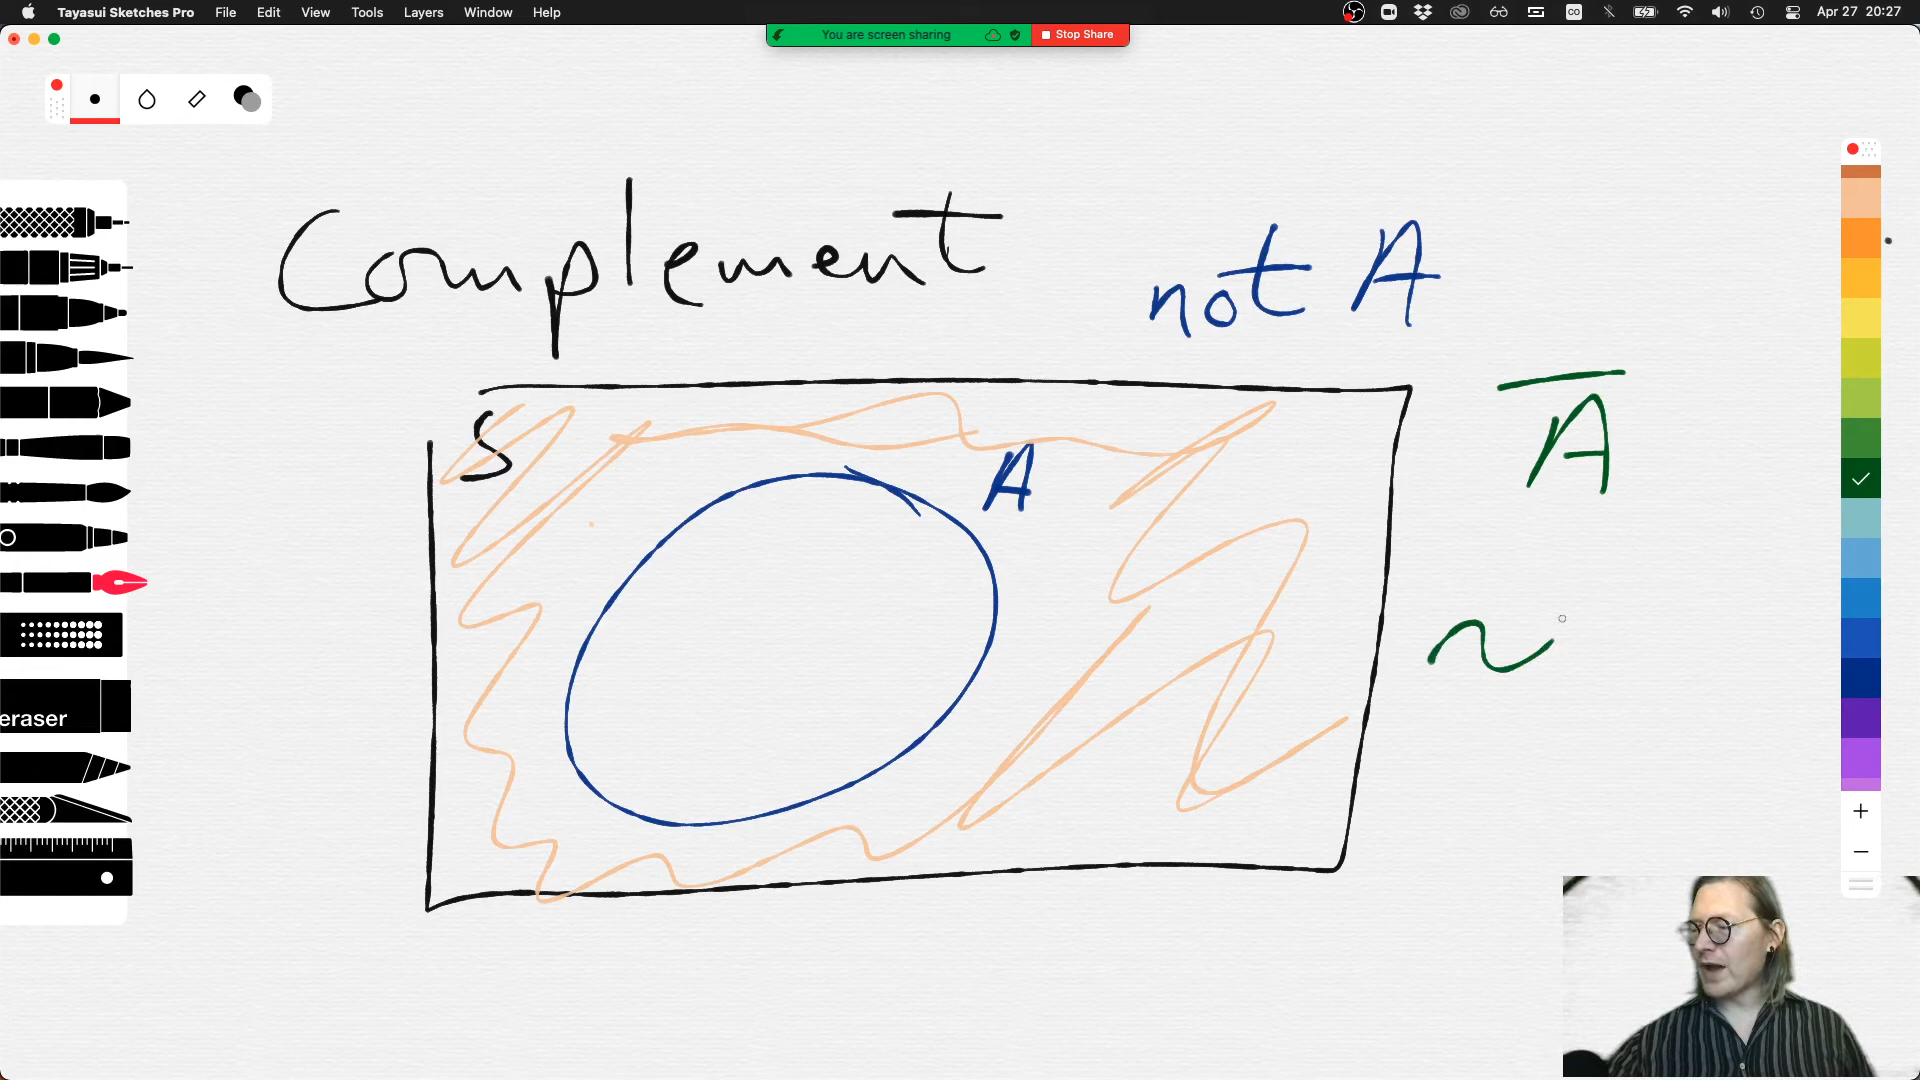 Tayasui Sketches Pro File Edit View Tools Layers Window Help Apr 27 20:27
You are screen sharing Stop Share
Complement
not A
S
A
A̅
~
eraser